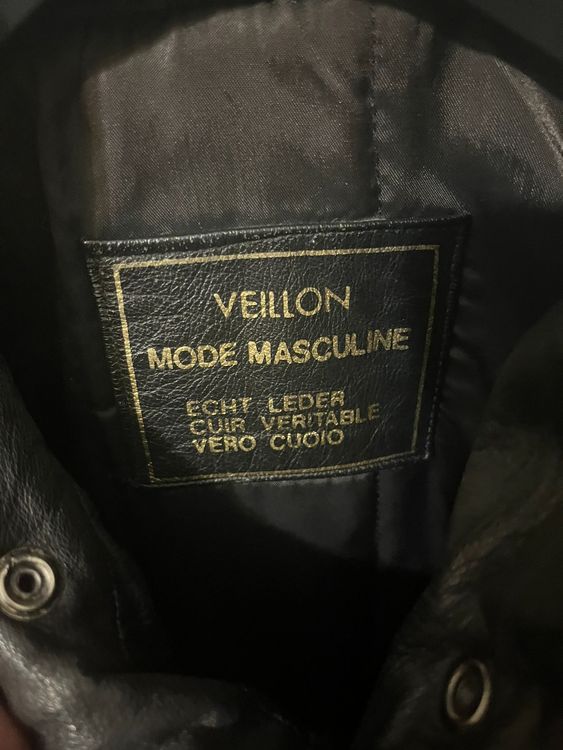 VEILLON
MODE MASCULINE
ECHT LEDER
CUIR VERITABLE
VERO CUOIO